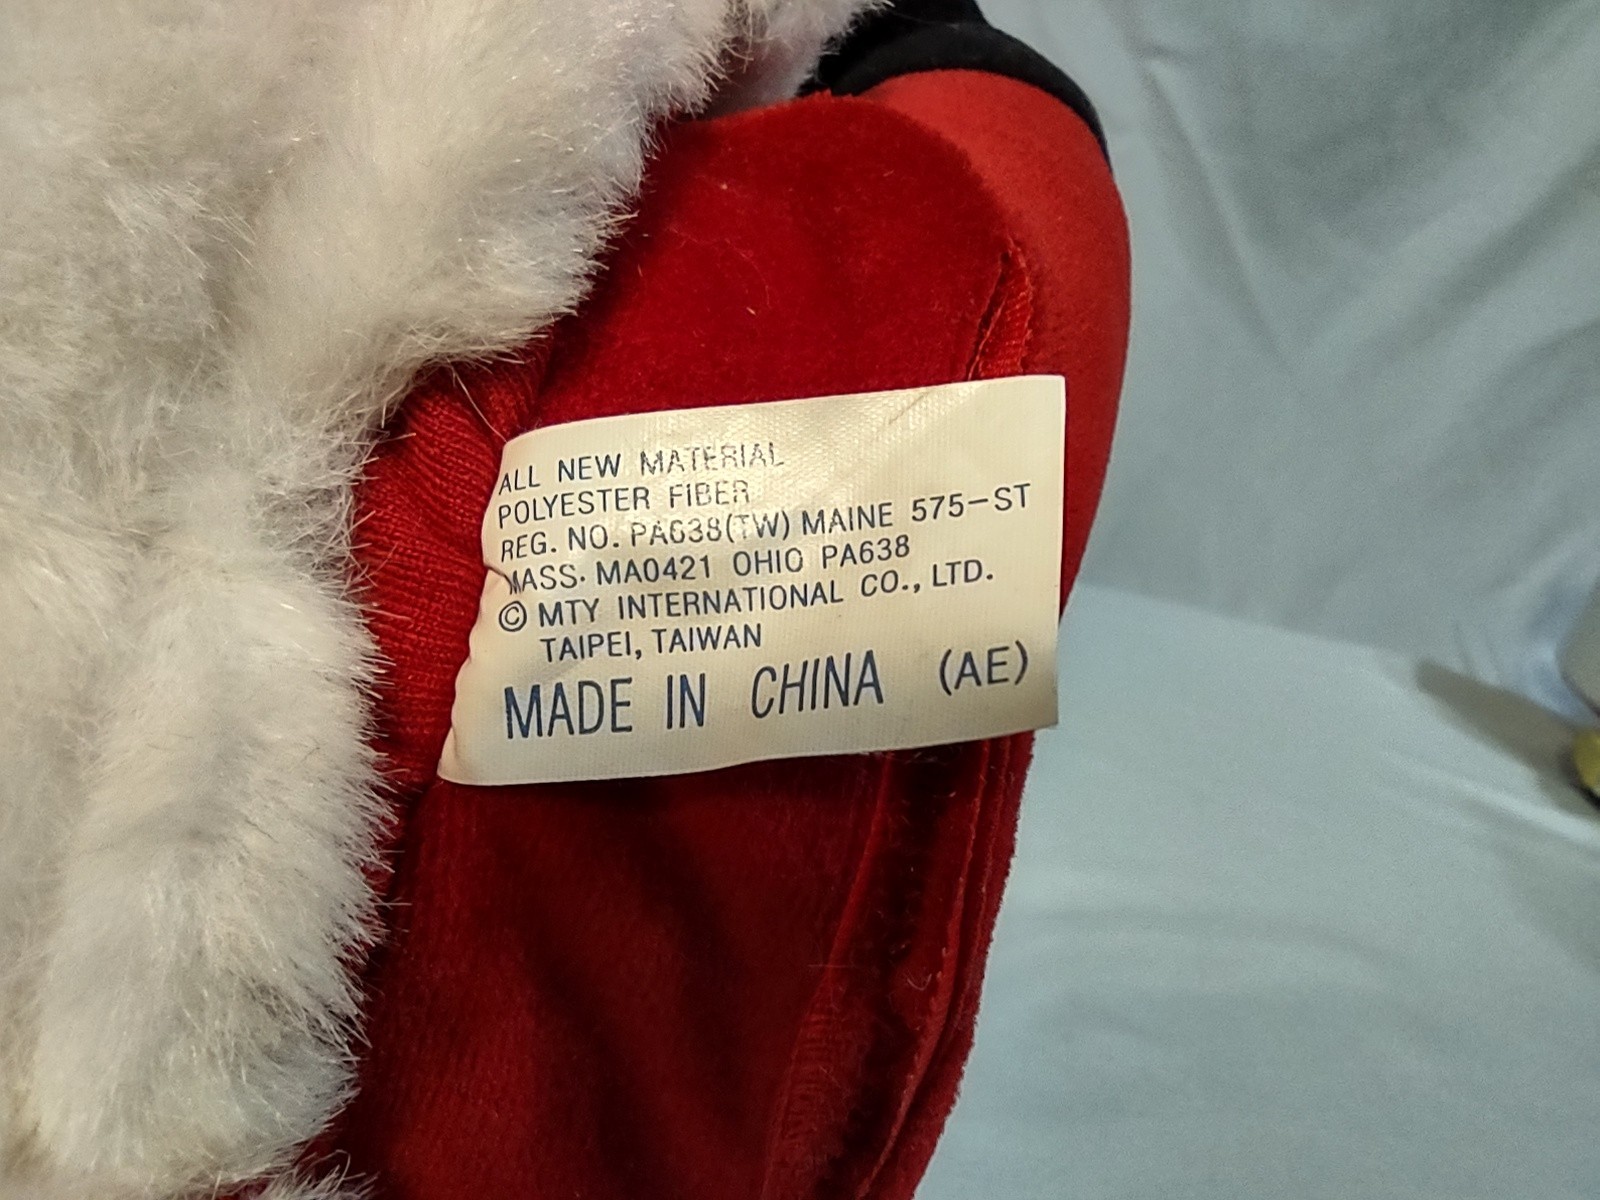 ALL NEW MATERIAL
POLYESTER FIBER
REG. NO. PA638(TW) MAINE 575-ST
MASS. MA0421 OHIO PA638
© MTY INTERNATIONAL CO., LTD.
TAIPEI, TAIWAN
MADE IN CHINA (AE)